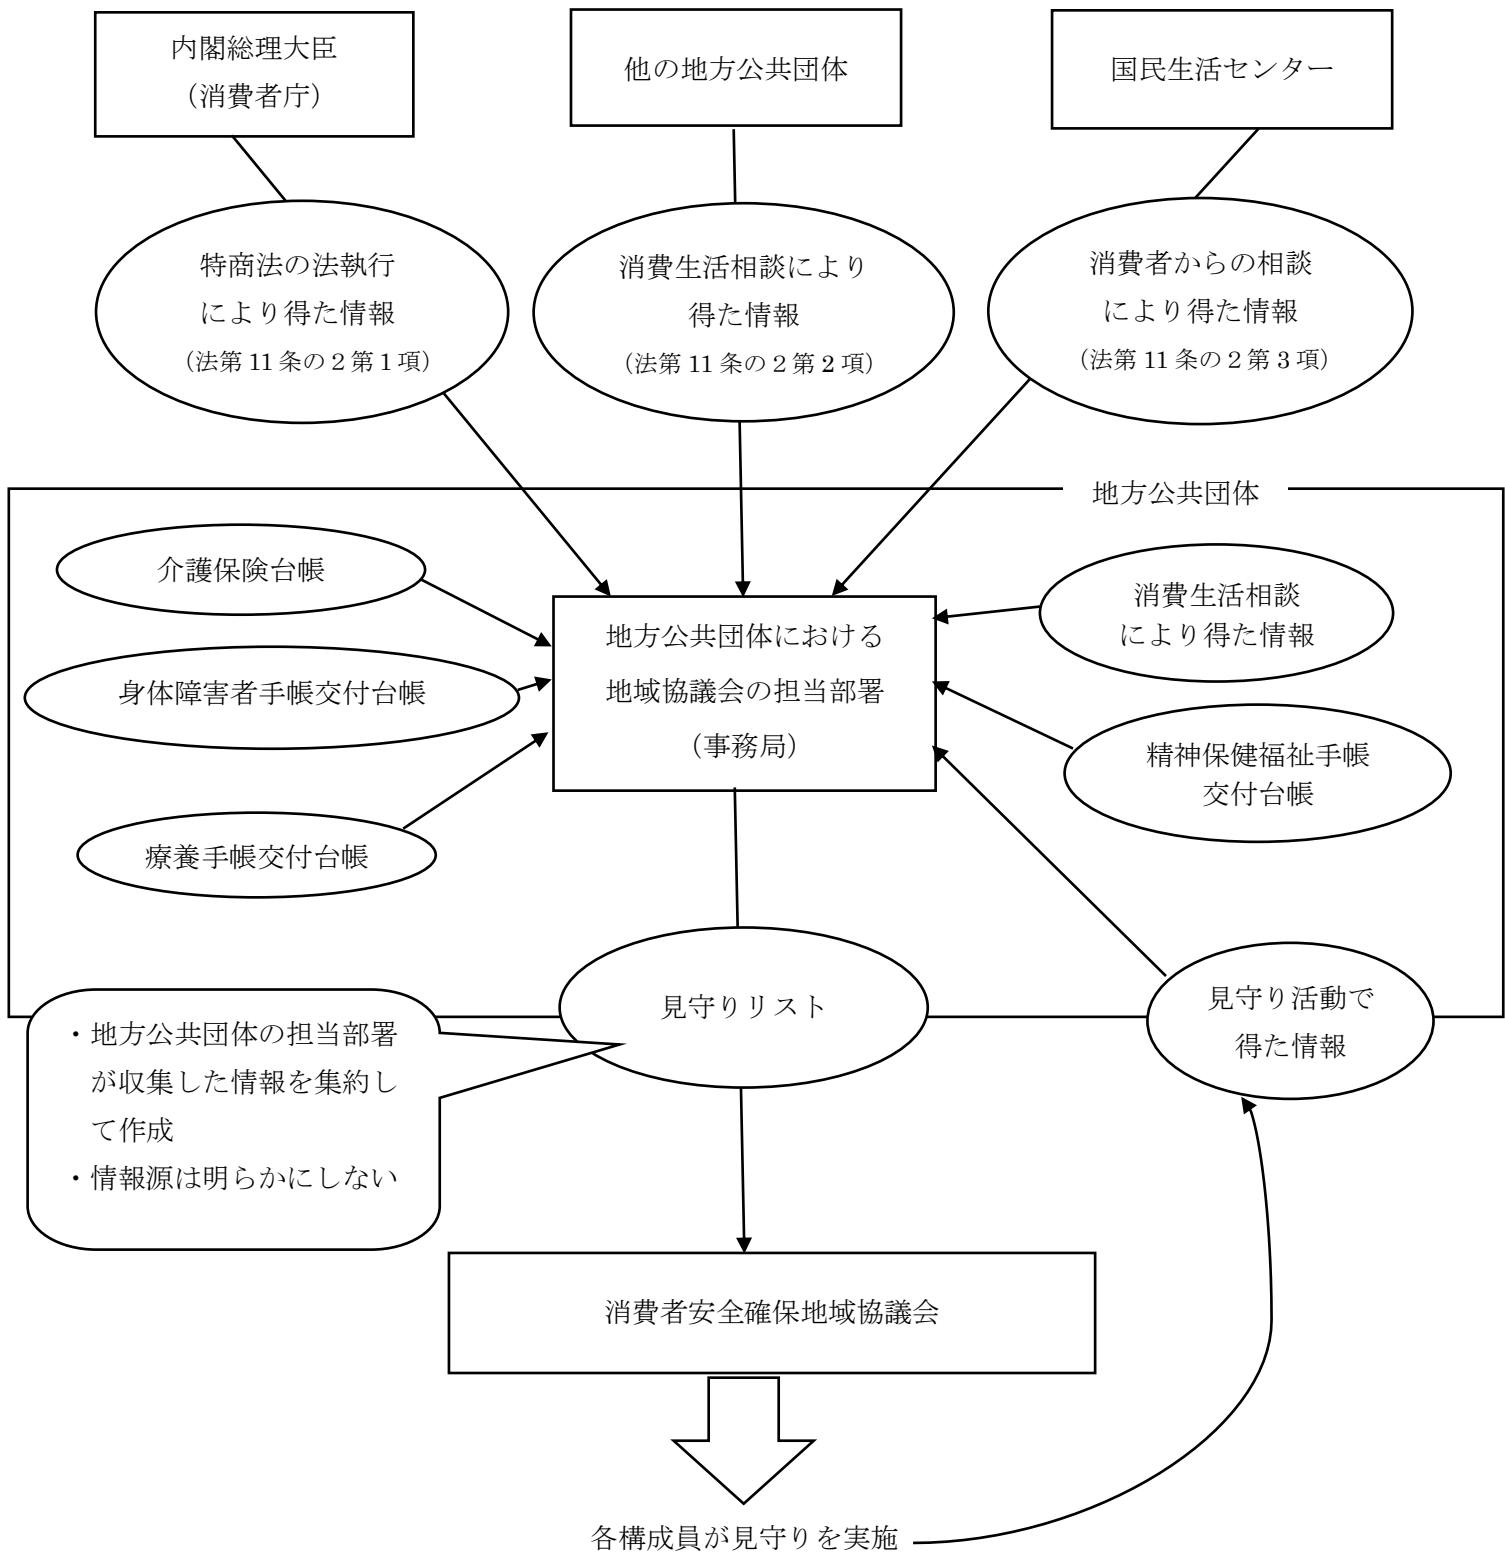 内閣総理大臣
（消費者庁）
他の地方公共団体
国民生活センター
特商法の法執行
により得た情報
（法第 11 条の２第１項）
消費生活相談により
得た情報
（法第 11 条の２第 2 項）
消費者からの相談
により得た情報
（法第 11 条の２第３項）
地方公共団体
介護保険台帳
身体障害者手帳交付台帳
療養手帳交付台帳
地方公共団体における
地域協議会の担当部署
（事務局）
消費生活相談
により得た情報
精神保健福祉手帳
交付台帳
見守りリスト
見守り活動で
得た情報
・地方公共団体の担当部署
が収集した情報を集約し
て作成
・情報源は明らかにしない
消費者安全確保地域協議会
各構成員が見守りを実施